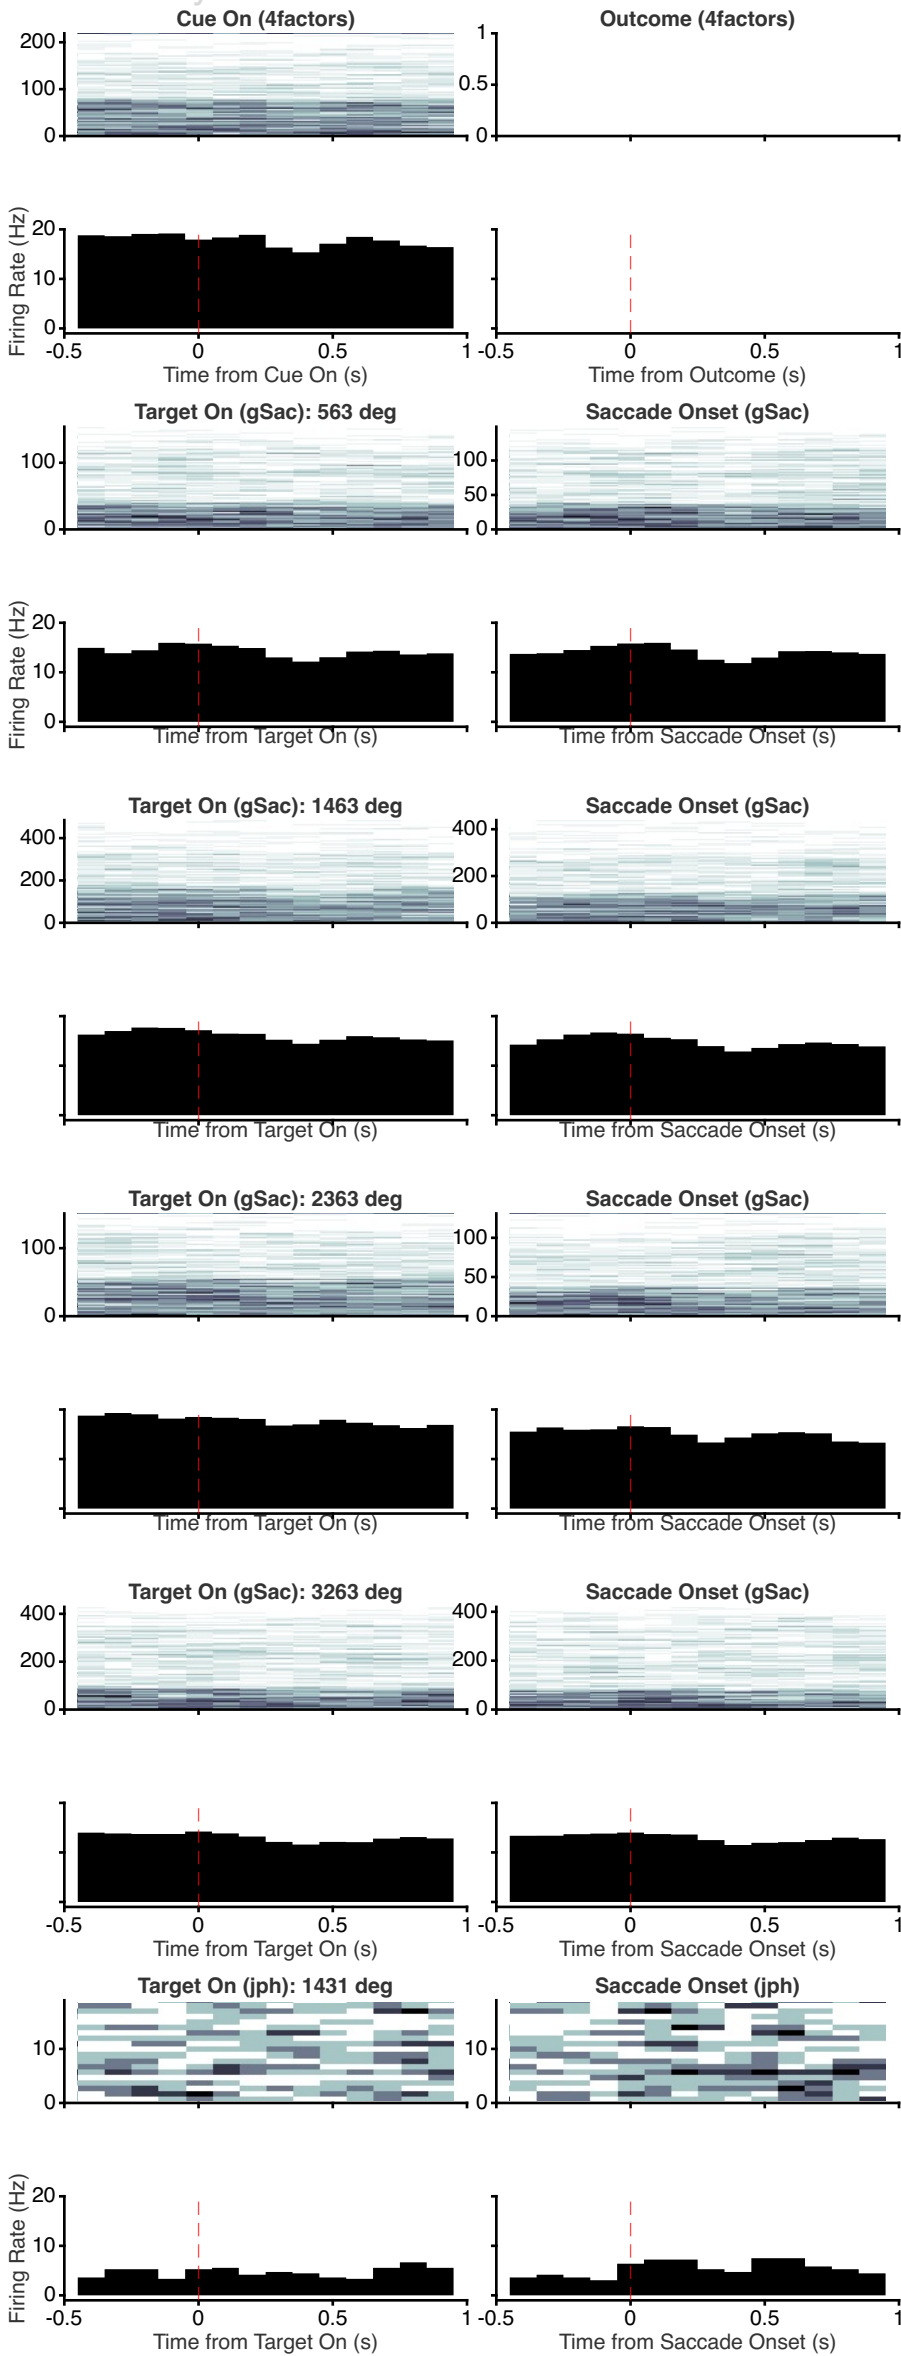 Cue On (4factors) Outcome (4factors)
200 1
100 0.5
0 0
Firing Rate (Hz)
20
10
0
-0.5 0 0.5 1 -0.5 0 0.5 1
Time from Cue On (s) Time from Outcome (s)
Target On (gSac): 563 deg Saccade Onset (gSac)
100 100
50
0 0
Firing Rate (Hz)
20
10
0
Time from Target On (s) Time from Saccade Onset (s)
Target On (gSac): 1463 deg Saccade Onset (gSac)
400 400
200 200
0 0
Time from Target On (s) Time from Saccade Onset (s)
Target On (gSac): 2363 deg Saccade Onset (gSac)
100 100
50
0 0
Time from Target On (s) Time from Saccade Onset (s)
Target On (gSac): 3263 deg Saccade Onset (gSac)
400 400
200 200
0 0
-0.5 0 0.5 1 -0.5 0 0.5 1
Time from Target On (s) Time from Saccade Onset (s)
Target On (jph): 1431 deg Saccade Onset (jph)
10 10
0 0
Firing Rate (Hz)
20
10
0
-0.5 0 0.5 1 -0.5 0 0.5 1
Time from Target On (s) Time from Saccade Onset (s)